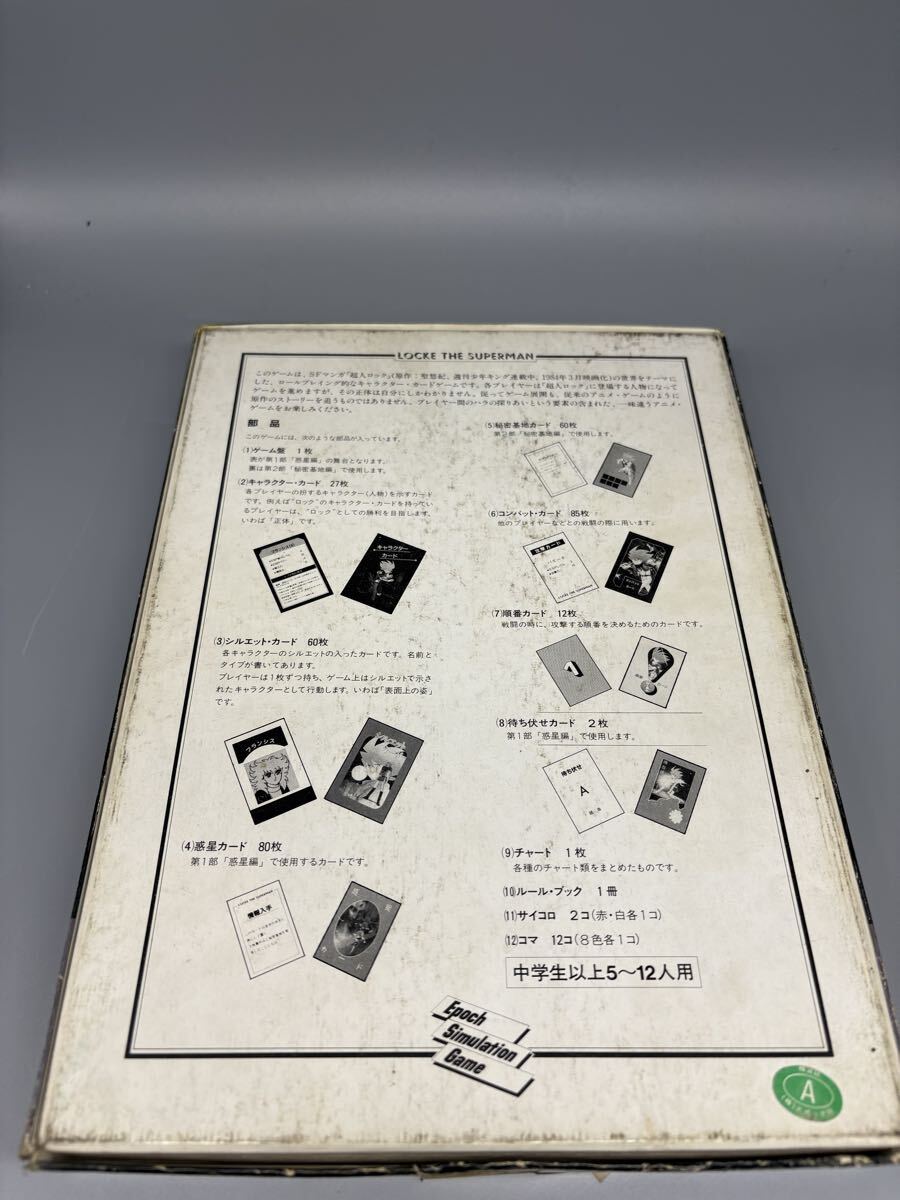 LOCKE THE SUPERMAN
このゲームは、SFマンガ「超人ロック」(原作：聖悠紀、週刊少年キング連載中、1984年3月映画化)の世界をテーマに
した、ロールプレイング的なキャラクター・カードゲームです。各プレイヤーは「超人ロック」に登場する人物になって
ゲームを進めますが、その正体は自分にしかわかりません。従ってゲーム展開も、従来のアニメ・ゲームのように
原作のストーリーを追うものではありません。プレイヤー間のハラの探りあいという要素の含まれた、一味違うアニメ・
ゲームをお楽しみください。
部品
このゲームには、次のような部品が入っています。
(1)ゲーム盤 1枚
表が第1部「惑星編」の舞台となります。
裏は第2部「秘密基地編」で使用します。
(2)キャラクター・カード 27枚
各プレイヤーの扮するキャラクター(人物)を示すカード
です。例えば“ロック”のキャラクター・カードを持ってい
るプレイヤーは、“ロック”としての勝利を目指します。
いわば「正体」です。
キャラクター
カード
(3)シルエット・カード 60枚
各キャラクターのシルエットの入ったカードです。名前と
タイプが書いてあります。
プレイヤーは1枚ずつ持ち、ゲーム上はシルエットで示さ
れたキャラクターとして行動します。いわば「表面上の姿」
です。
フランシス
(4)惑星カード 80枚
第1部「惑星編」で使用するカードです。
LOCKE THE SUPERMAN
情報入手
惑星
カード
(5)秘密基地カード 60枚
第2部「秘密基地編」で使用します。
(6)コンバット・カード 85枚
他のプレイヤーなどとの戦闘の際に用います。
LOCKE THE SUPERMAN
(7)順番カード 12枚
戦闘の時に、攻撃する順番を決めるためのカードです。
1
(8)待ち伏せカード 2枚
第1部「惑星編」で使用します。
待ち伏せ
A
(9)チャート 1枚
各種のチャート類をまとめたものです。
(10)ルール・ブック 1冊
(11)サイコロ 2コ(赤・白各1コ)
(12)コマ 12コ(8色各1コ)
中学生以上5〜12人用
Epoch
Simulation
Game
A